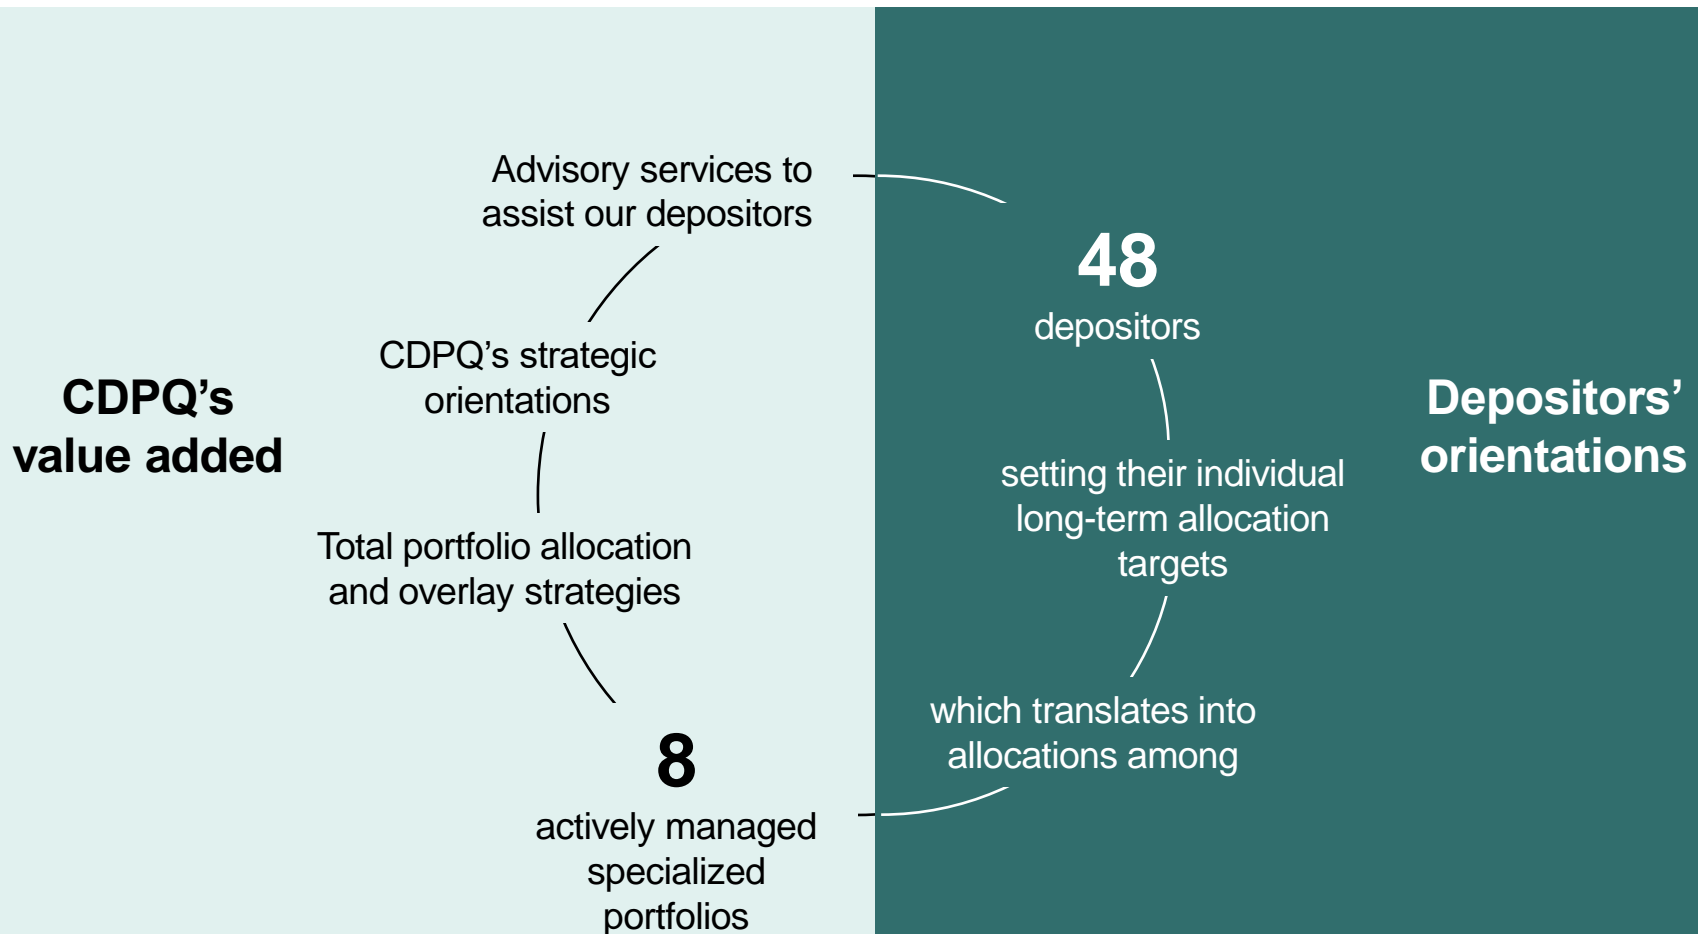 CDPQ’s
value added
Advisory services to
assist our depositors
CDPQ’s strategic
orientations
Total portfolio allocation
and overlay strategies
8
actively managed
specialized
portfolios
48
depositors
setting their individual
long-term allocation
targets
which translates into
allocations among
Depositors’
orientations